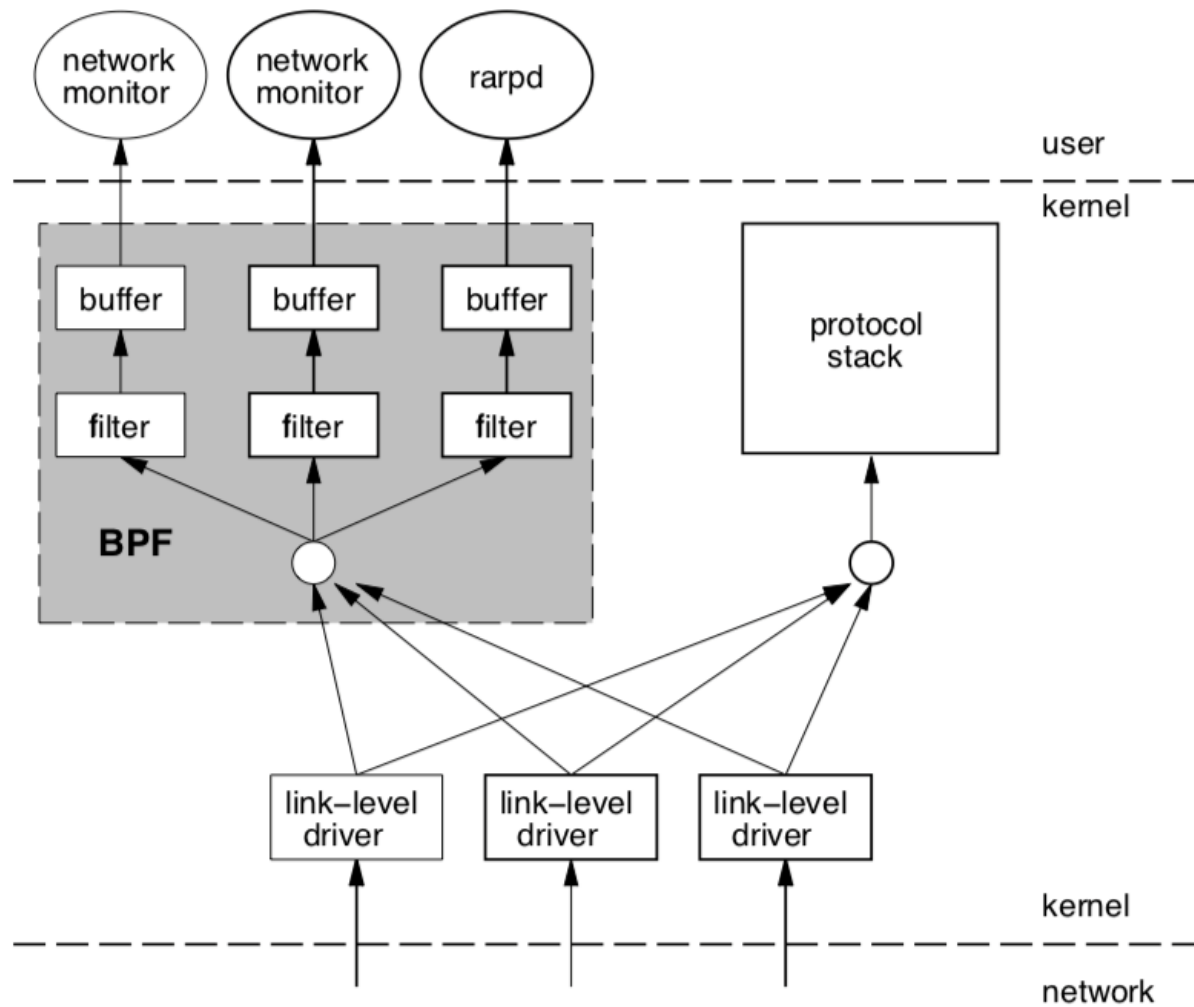 network
monitor
network
monitor
rarpd
user
kernel
buffer
buffer
buffer
protocol
stack
filter
filter
filter
BPF
link-level
driver
link-level
driver
link-level
driver
kernel
network